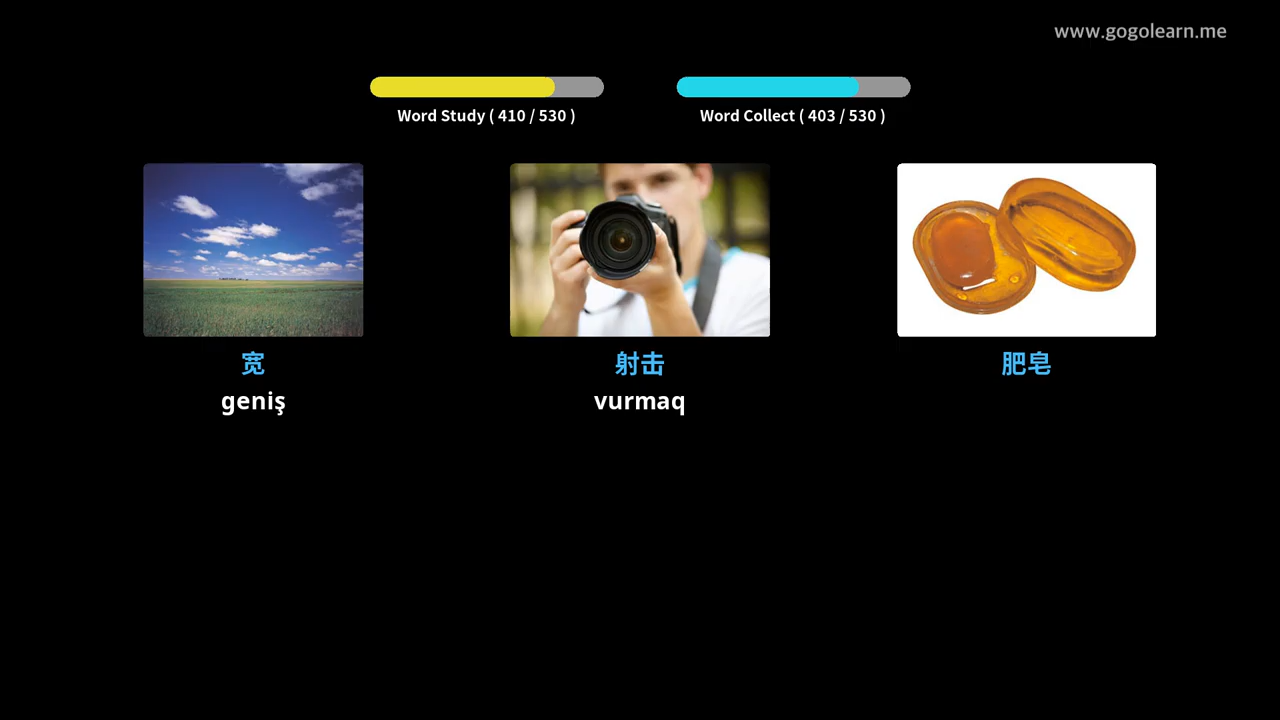 www.gogolearn.me
Word Study ( 410 / 530 )
Word Collect ( 403 / 530 )
宽
geniş
射击
vurmaq
肥皂